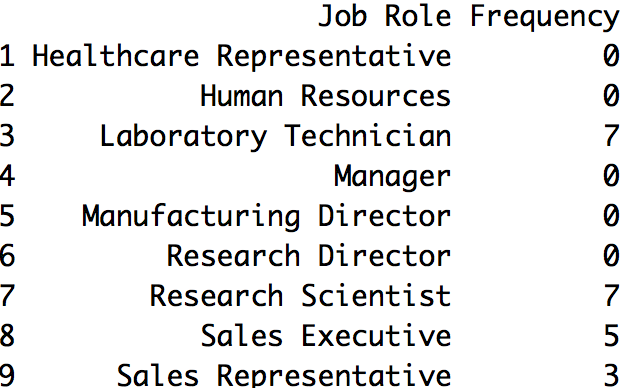 Job Role Frequency
1 Healthcare Representative 0
2 Human Resources 0
3 Laboratory Technician 7
4 Manager 0
5 Manufacturing Director 0
6 Research Director 0
7 Research Scientist 7
8 Sales Executive 5
9 Sales Representative 3